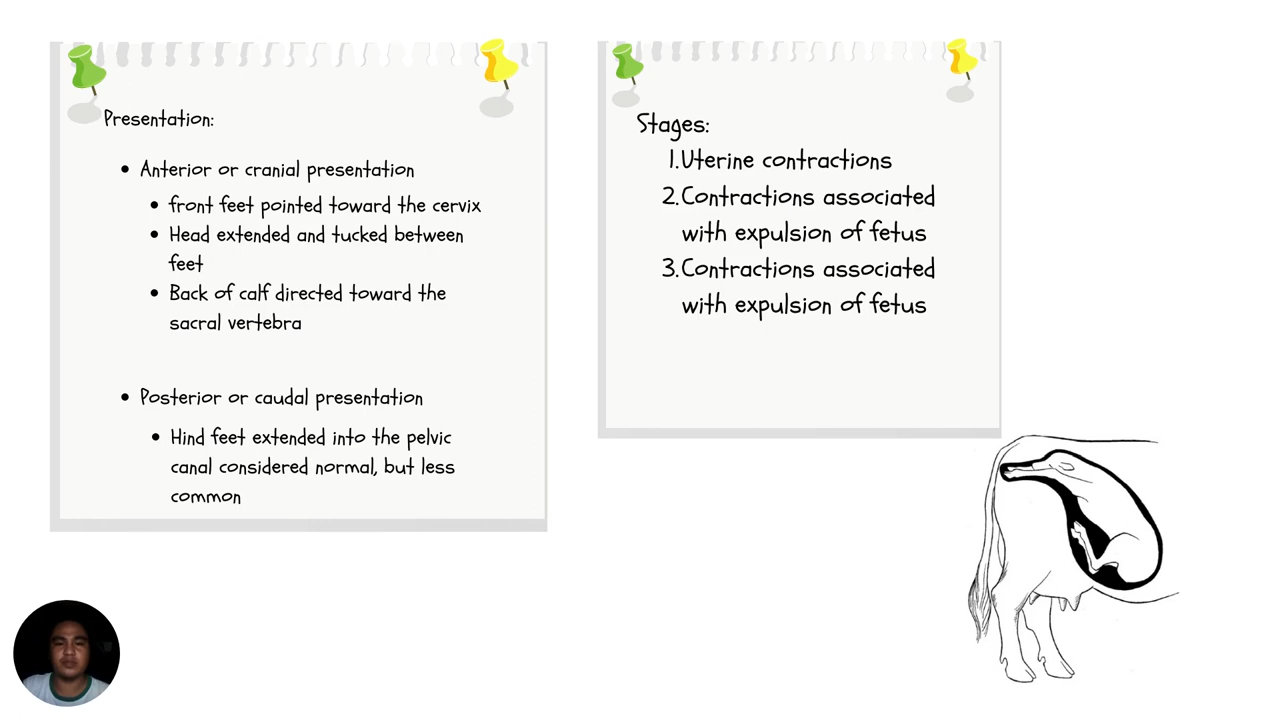 Presentation:
• Anterior or cranial presentation
• front feet pointed toward the cervix
• Head extended and tucked between
feet
• Back of calf directed toward the
sacral vertebra
• Posterior or caudal presentation
• Hind feet extended into the pelvic
canal considered normal, but less
common
Stages:
1.Uterine contractions
2.Contractions associated
with expulsion of fetus
3.Contractions associated
with expulsion of fetus